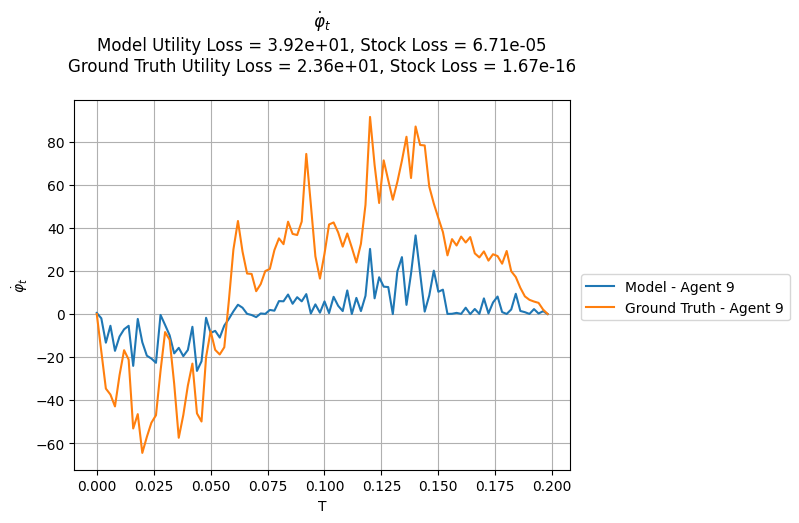 φ̇ₜ
Model Utility Loss = 3.92e+01, Stock Loss = 6.71e-05
Ground Truth Utility Loss = 2.36e+01, Stock Loss = 1.67e-16
80
60
40
20
0
−20
−40
−60
φ̇ₜ
0.000 0.025 0.050 0.075 0.100 0.125 0.150 0.175 0.200
T
Model - Agent 9
Ground Truth - Agent 9